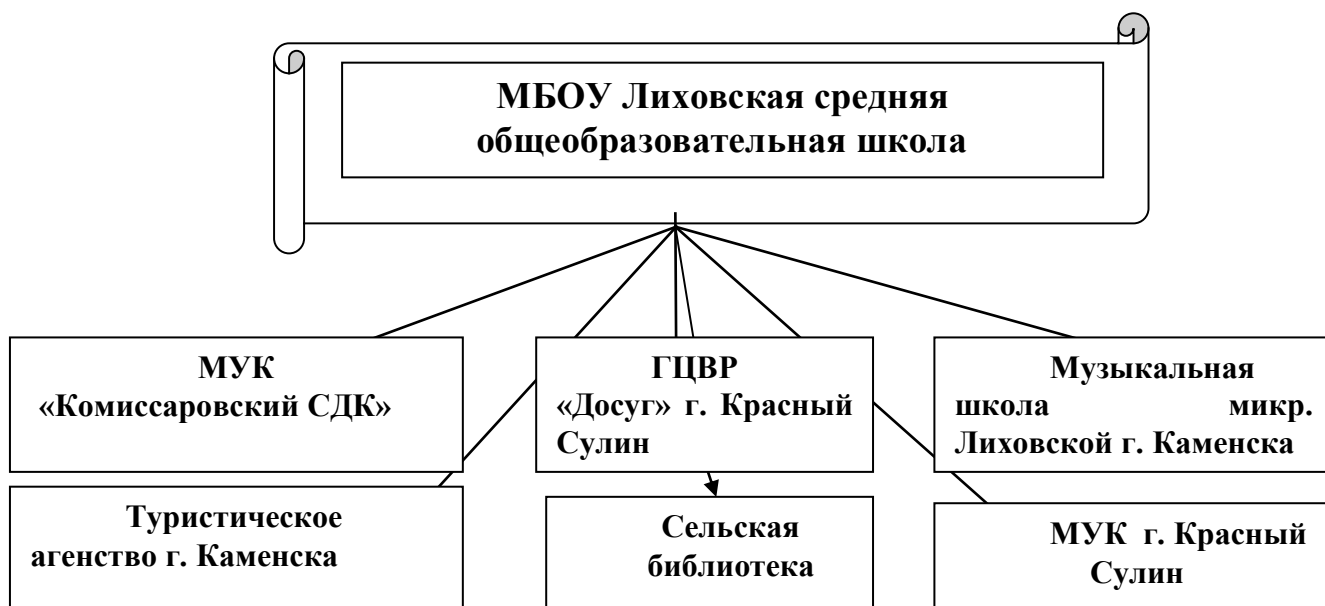 МБОУ Лиховская средняя
общеобразовательная школа
МУК
«Комиссаровский СДК»
ГЦВР
«Досуг» г. Красный
Сулин
Музыкальная
школа микр.
Лиховской г. Каменска
Туристическое
агенство г. Каменска
Сельская
библиотека
МУК г. Красный
Сулин